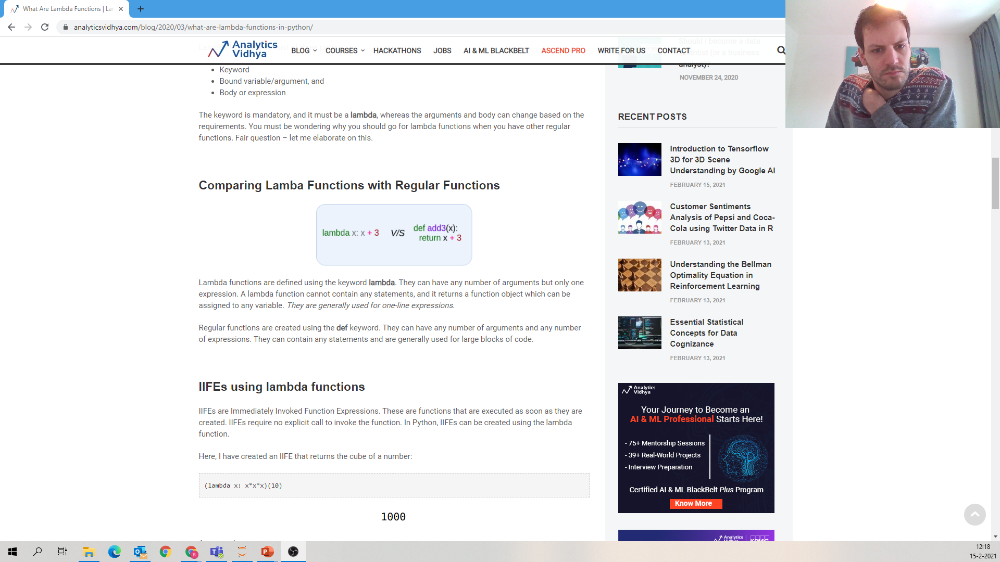 What Are Lambda Functions | La
analyticsvidhya.com/blog/2020/03/what-are-lambda-functions-in-python/
Analytics
Vidhya
BLOG
COURSES
HACKATHONS
JOBS
AI & ML BLACKBELT
ASCEND PRO
WRITE FOR US
CONTACT
Keyword
Bound variable/argument, and
Body or expression
The keyword is mandatory, and it must be a lambda, whereas the arguments and body can change based on the
requirements. You must be wondering why you should go for lambda functions when you have other regular
functions. Fair question – let me elaborate on this.
Comparing Lamba Functions with Regular Functions
lambda x: x + 3
V/S
def add3(x):
return x + 3
Lambda functions are defined using the keyword lambda. They can have any number of arguments but only one
expression. A lambda function cannot contain any statements, and it returns a function object which can be
assigned to any variable. They are generally used for one-line expressions.
Regular functions are created using the def keyword. They can have any number of arguments and any number
of expressions. They can contain any statements and are generally used for large blocks of code.
IIFEs using lambda functions
IIFEs are Immediately Invoked Function Expressions. These are functions that are executed as soon as they are
created. IIFEs require no explicit call to invoke the function. In Python, IIFEs can be created using the lambda
function.
Here, I have created an IIFE that returns the cube of a number:
(lambda x: x*x*x)(10)
1000
Should I become a data
scientist (or a business
analyst)?
NOVEMBER 24, 2020
RECENT POSTS
Introduction to Tensorflow
3D for 3D Scene
Understanding by Google AI
FEBRUARY 15, 2021
Customer Sentiments
Analysis of Pepsi and Coca-
Cola using Twitter Data in R
FEBRUARY 13, 2021
Understanding the Bellman
Optimality Equation in
Reinforcement Learning
FEBRUARY 13, 2021
Essential Statistical
Concepts for Data
Cognizance
FEBRUARY 13, 2021
Analytics
Vidhya
Your Journey to Become an
AI & ML Professional Starts Here!
- 75+ Mentorship Sessions
- 39+ Real-World Projects
- Interview Preparation
Certified AI & ML BlackBelt Plus Program
Know More
Analytics
Vidhya
KPMG
12:18
15-2-2021